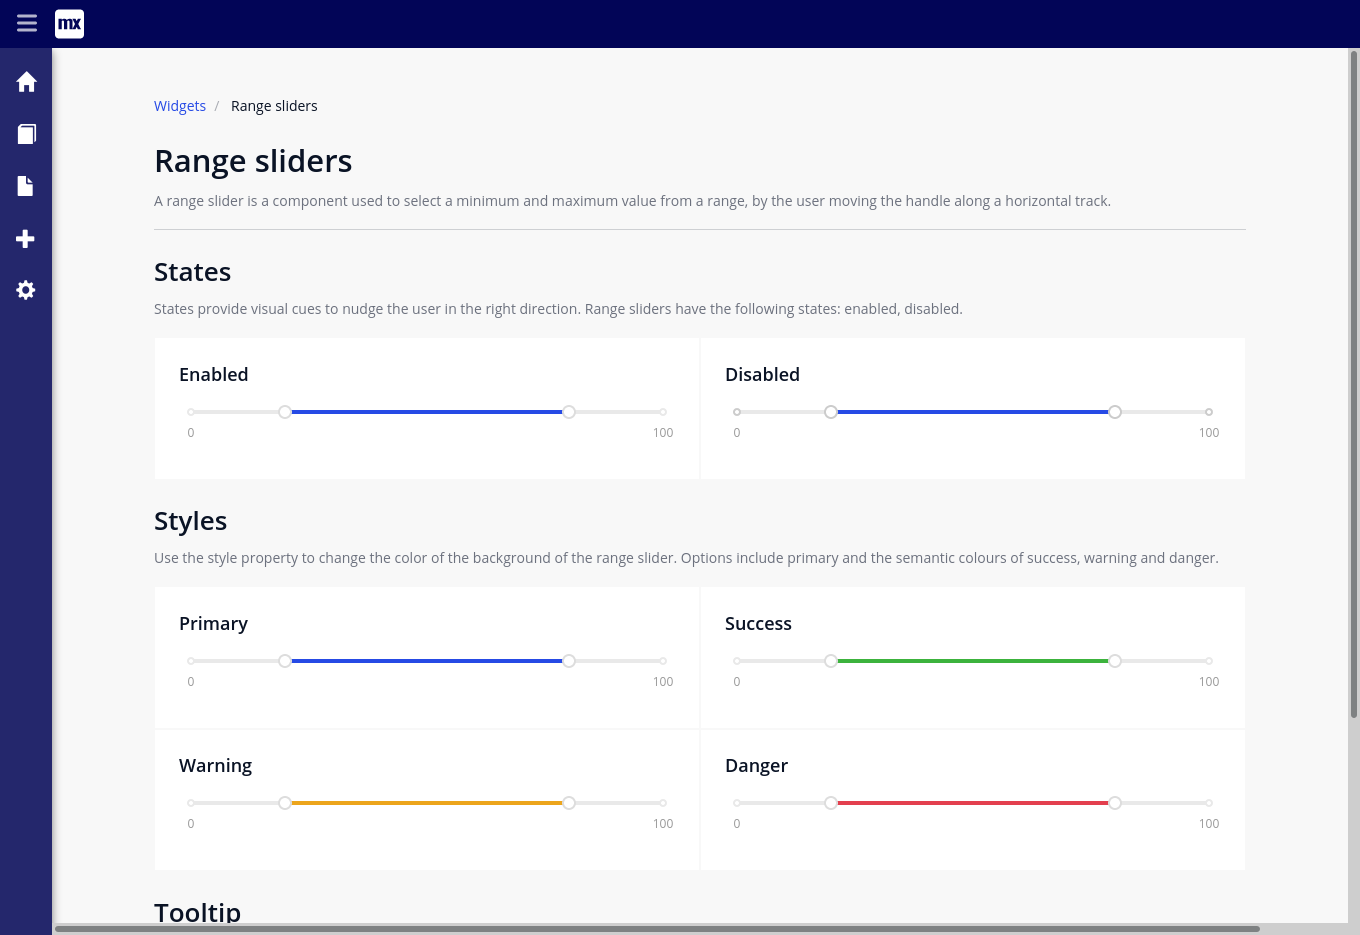 mx
Widgets / Range sliders
Range sliders
A range slider is a component used to select a minimum and maximum value from a range, by the user moving the handle along a horizontal track.
States
States provide visual cues to nudge the user in the right direction. Range sliders have the following states: enabled, disabled.
Enabled
0 100
Disabled
0 100
Styles
Use the style property to change the color of the background of the range slider. Options include primary and the semantic colours of success, warning and danger.
Primary
0 100
Success
0 100
Warning
0 100
Danger
0 100
Tooltip